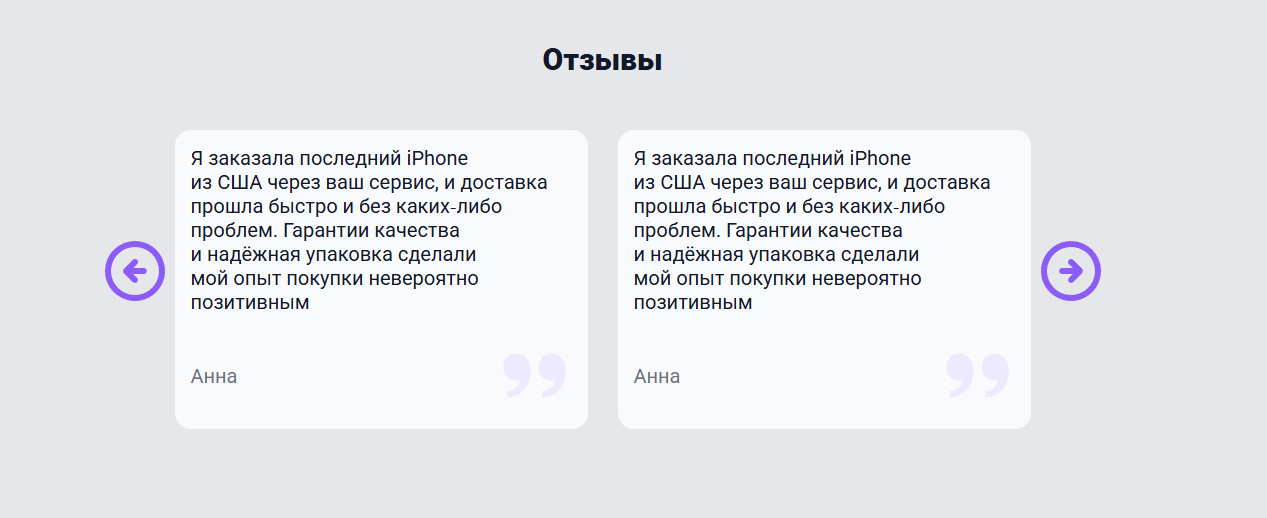 Отзывы
Я заказала последний iPhone
из США через ваш сервис, и доставка
прошла быстро и без каких-либо
проблем. Гарантии качества
и надёжная упаковка сделали
мой опыт покупки невероятно
позитивным
Анна
Я заказала последний iPhone
из США через ваш сервис, и доставка
прошла быстро и без каких-либо
проблем. Гарантии качества
и надёжная упаковка сделали
мой опыт покупки невероятно
позитивным
Анна